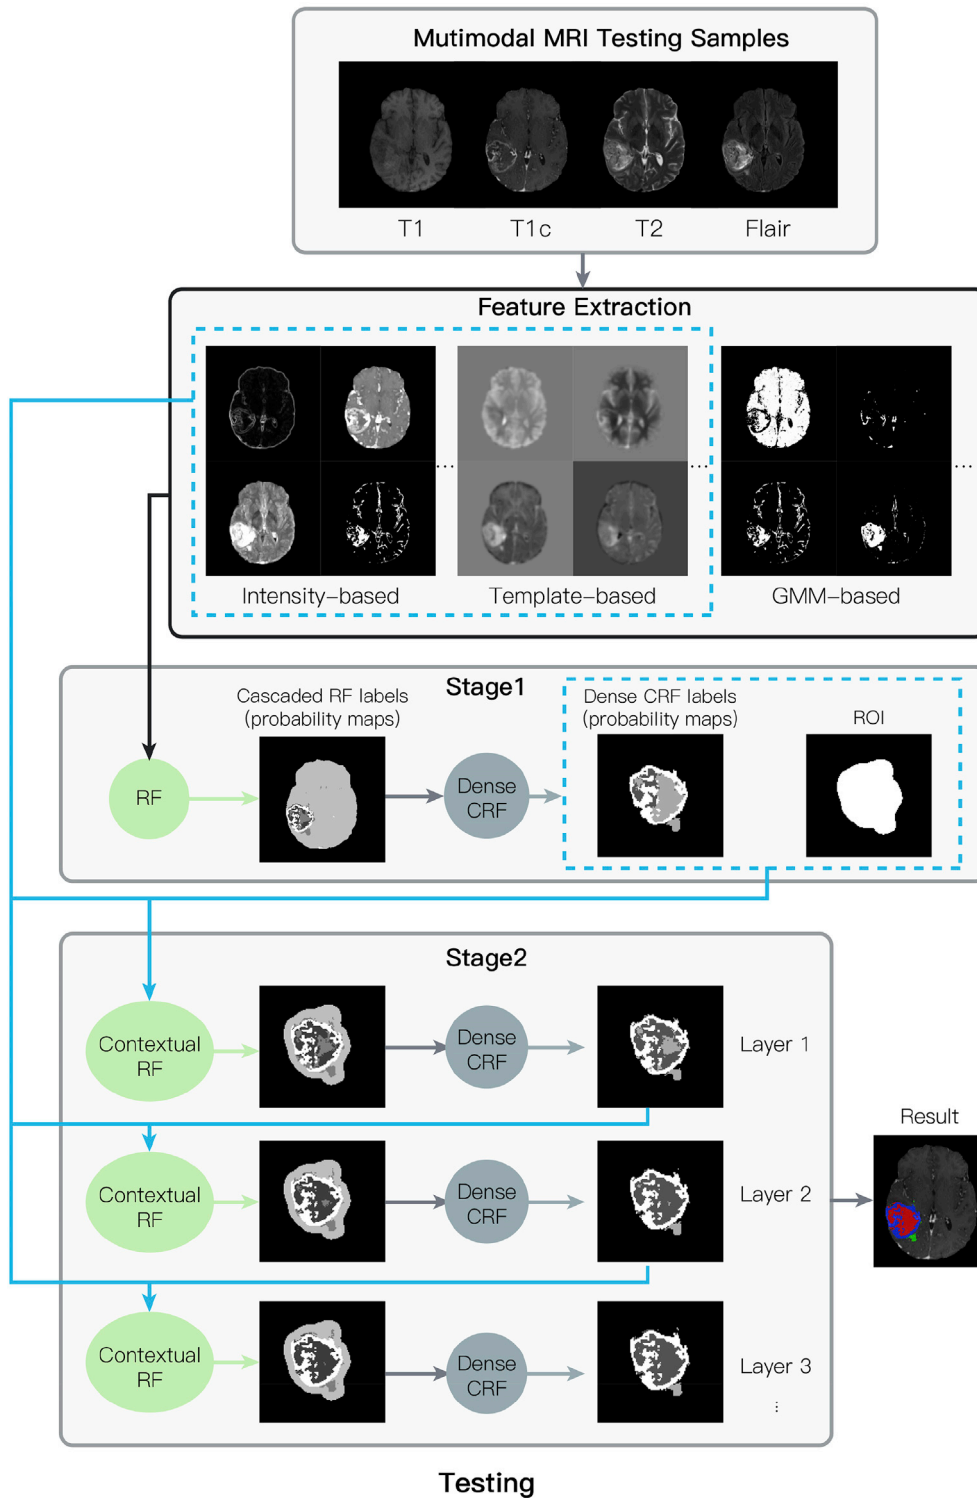 Mutimodal MRI Testing Samples
T1 T1c T2 Flair
Feature Extraction
... ... ...
Intensity-based Template-based GMM-based
Stage1
Cascaded RF labels
(probability maps)
Dense CRF labels
(probability maps)
ROI
RF
Dense
CRF
Stage2
Contextual
RF
Dense
CRF
Layer 1
Contextual
RF
Dense
CRF
Layer 2
Result
Contextual
RF
Dense
CRF
Layer 3
⋮
Testing